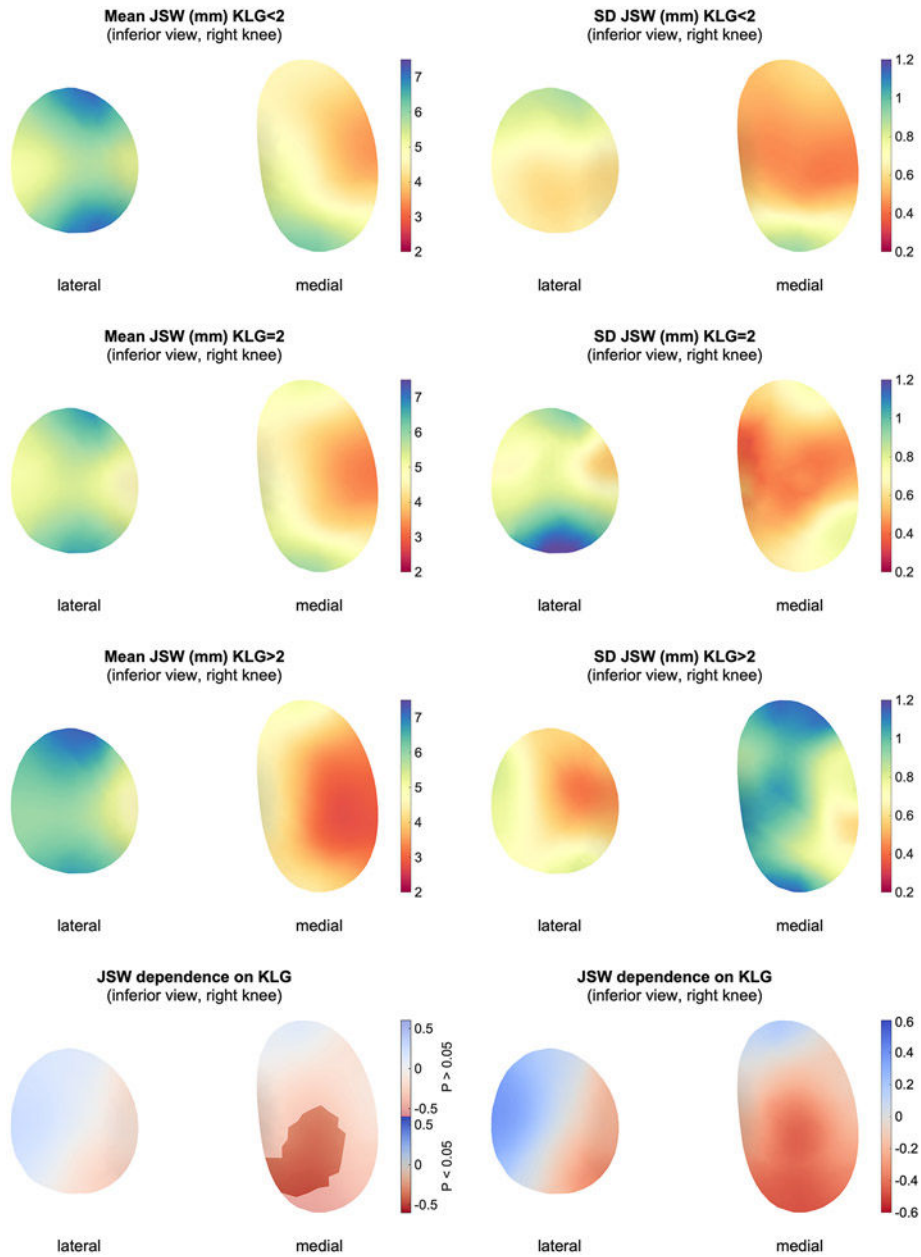 Mean JSW (mm) KLG<2
(inferior view, right knee)
7
6
5
4
3
2
lateral
medial
SD JSW (mm) KLG<2
(inferior view, right knee)
1.2
1
0.8
0.6
0.4
0.2
lateral
medial
Mean JSW (mm) KLG=2
(inferior view, right knee)
7
6
5
4
3
2
lateral
medial
SD JSW (mm) KLG=2
(inferior view, right knee)
1.2
1
0.8
0.6
0.4
0.2
lateral
medial
Mean JSW (mm) KLG>2
(inferior view, right knee)
7
6
5
4
3
2
lateral
medial
SD JSW (mm) KLG>2
(inferior view, right knee)
1.2
1
0.8
0.6
0.4
0.2
lateral
medial
JSW dependence on KLG
(inferior view, right knee)
0.5
0
-0.5
0.5
0
-0.5
P > 0.05
P < 0.05
lateral
medial
JSW dependence on KLG
(inferior view, right knee)
0.6
0.4
0.2
0
-0.2
-0.4
-0.6
lateral
medial